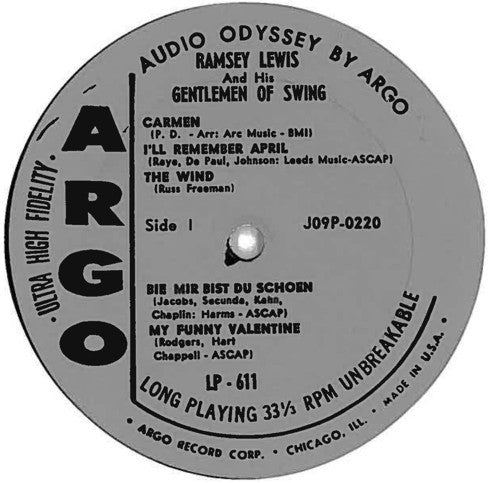 AUDIO ODYSSEY BY ARGO
RAMSEY LEWIS
And His
GENTLEMEN OF SWING
CARMEN
(P. D. - Arr: Arc Music - BMI)
I'LL REMEMBER APRIL
(Raye, De Paul, Johnson: Leeds Music-ASCAP)
THE WIND
(Russ Freeman)
Side 1
J09P-0220
BIE MIR BIST DU SCHOEN
(Jacobs, Secunda, Kahn,
Chaplin: Harms - ASCAP)
MY FUNNY VALENTINE
(Rodgers, Hart
Chappell - ASCAP)
LP - 611
LONG PLAYING 33⅓ RPM UNBREAKABLE
• ARGO RECORD CORP. • CHICAGO, ILL. • MADE IN U.S.A. •
• ULTRA HIGH FIDELITY •
ARGO